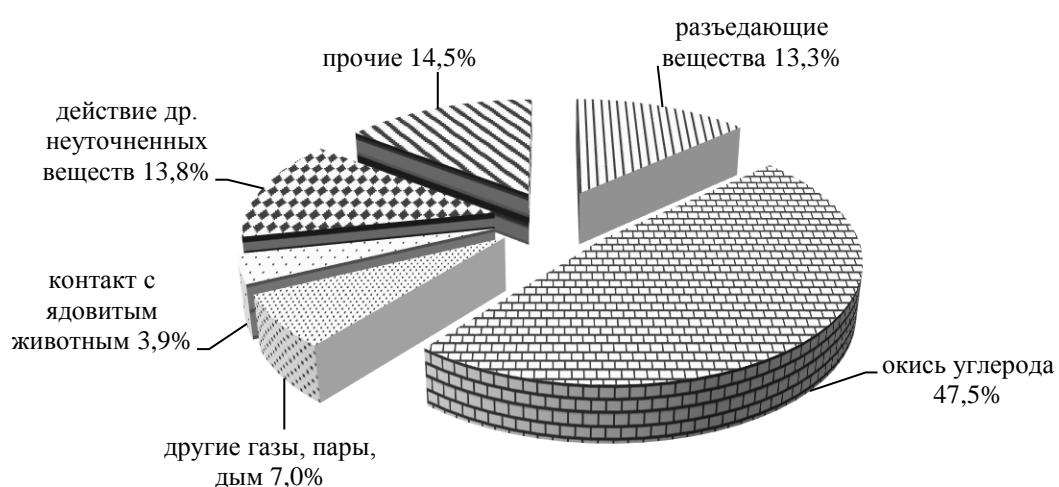 разъедающие
вещества 13,3%
прочие 14,5%
действие др.
неуточненных
веществ 13,8%
контакт с
ядовитым
животным 3,9%
окись углерода
47,5%
другие газы, пары,
дым 7,0%